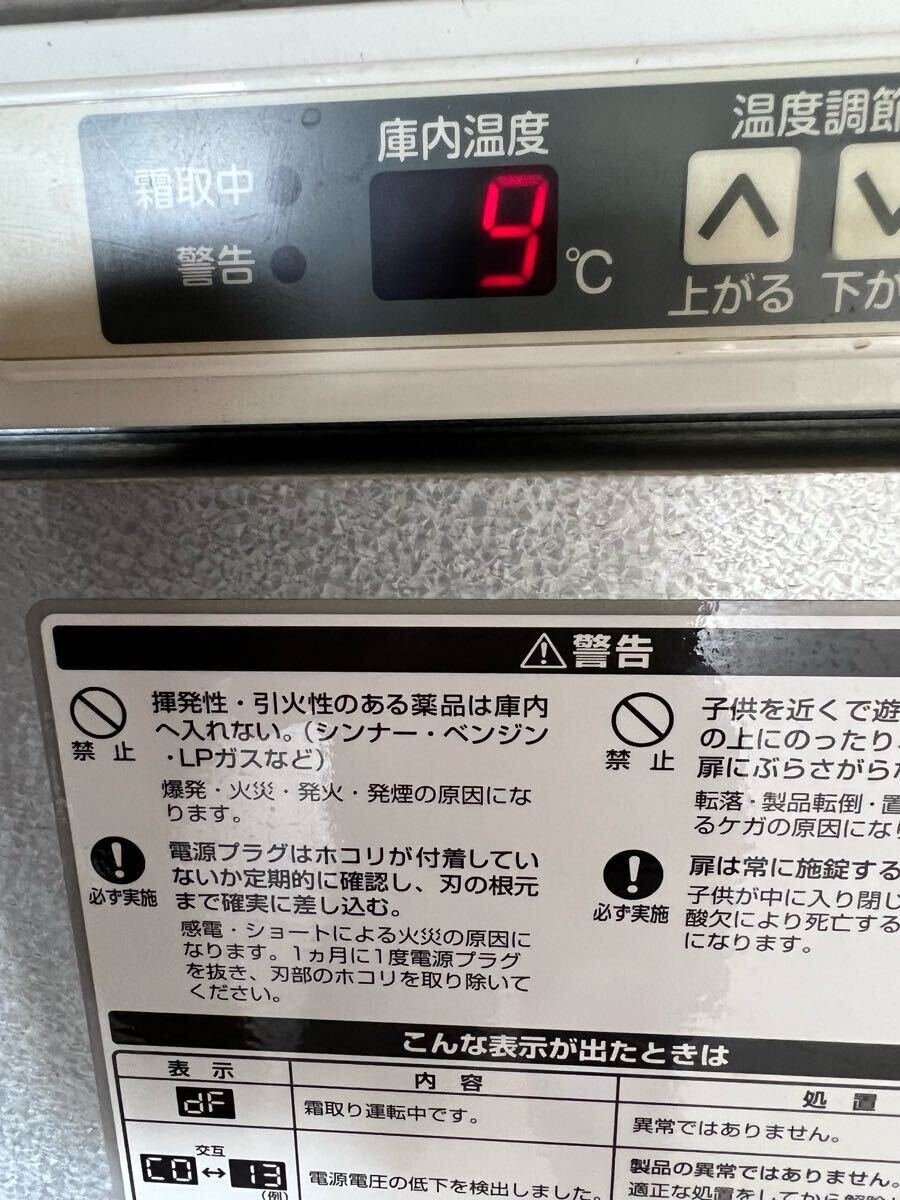 庫内温度
温度調節
霜取中
警告
9
℃
上がる
下が
警告
禁止
揮発性・引火性のある薬品は庫内
へ入れない。（シンナー・ベンジン
・LPガスなど）
爆発・火災・発火・発煙の原因にな
ります。
必ず実施
電源プラグはホコリが付着してい
ないか定期的に確認し、刃の根元
まで確実に差し込む。
感電・ショートによる火災の原因に
なります。1ヵ月に1度電源プラグ
を抜き、刃部のホコリを取り除いて
ください。
禁止
子供を近くで遊
の上にのったり、
扉にぶらさがらな
転落・製品転倒・置
るケガの原因になり
必ず実施
扉は常に施錠する
子供が中に入り閉じ
酸欠により死亡する
になります。
こんな表示が出たときは
表示
内容
処置
dF
霜取り運転中です。
異常ではありません。
交互
C0↔13
(例)
電源電圧の低下を検出しました。
製品の異常ではありません。
適正な処置をしてから解除